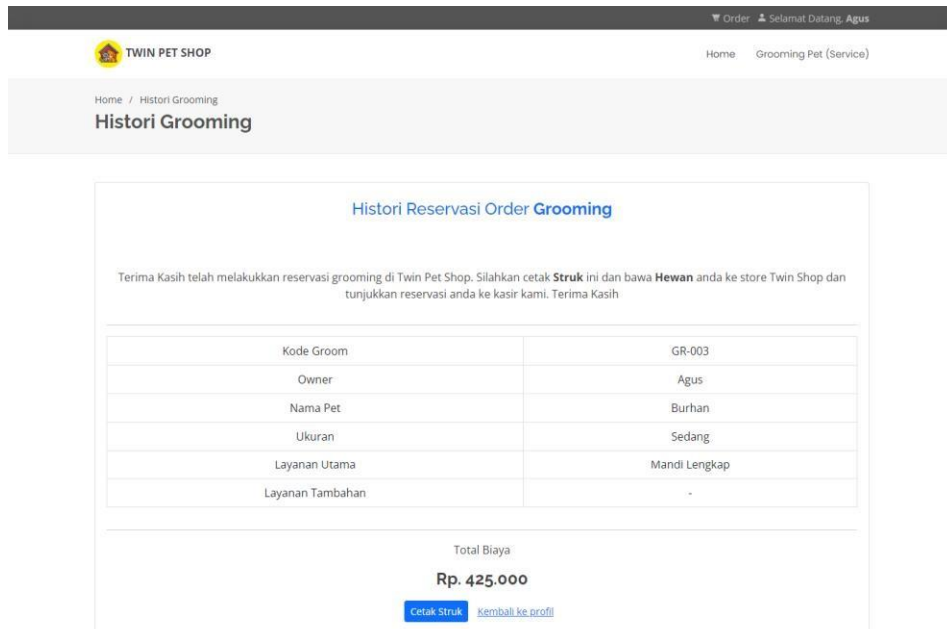 Order Selamat Datang, Agus
TWIN PET SHOP
Home Grooming Pet (Service)
Home / Histori Grooming
Histori Grooming
Histori Reservasi Order Grooming
Terima Kasih telah melakukkan reservasi grooming di Twin Pet Shop. Silahkan cetak Struk ini dan bawa Hewan anda ke store Twin Shop dan
tunjukkan reservasi anda ke kasir kami. Terima Kasih
Kode Groom GR-003
Owner Agus
Nama Pet Burhan
Ukuran Sedang
Layanan Utama Mandi Lengkap
Layanan Tambahan -
Total Biaya
Rp. 425.000
Cetak Struk Kembali ke profil